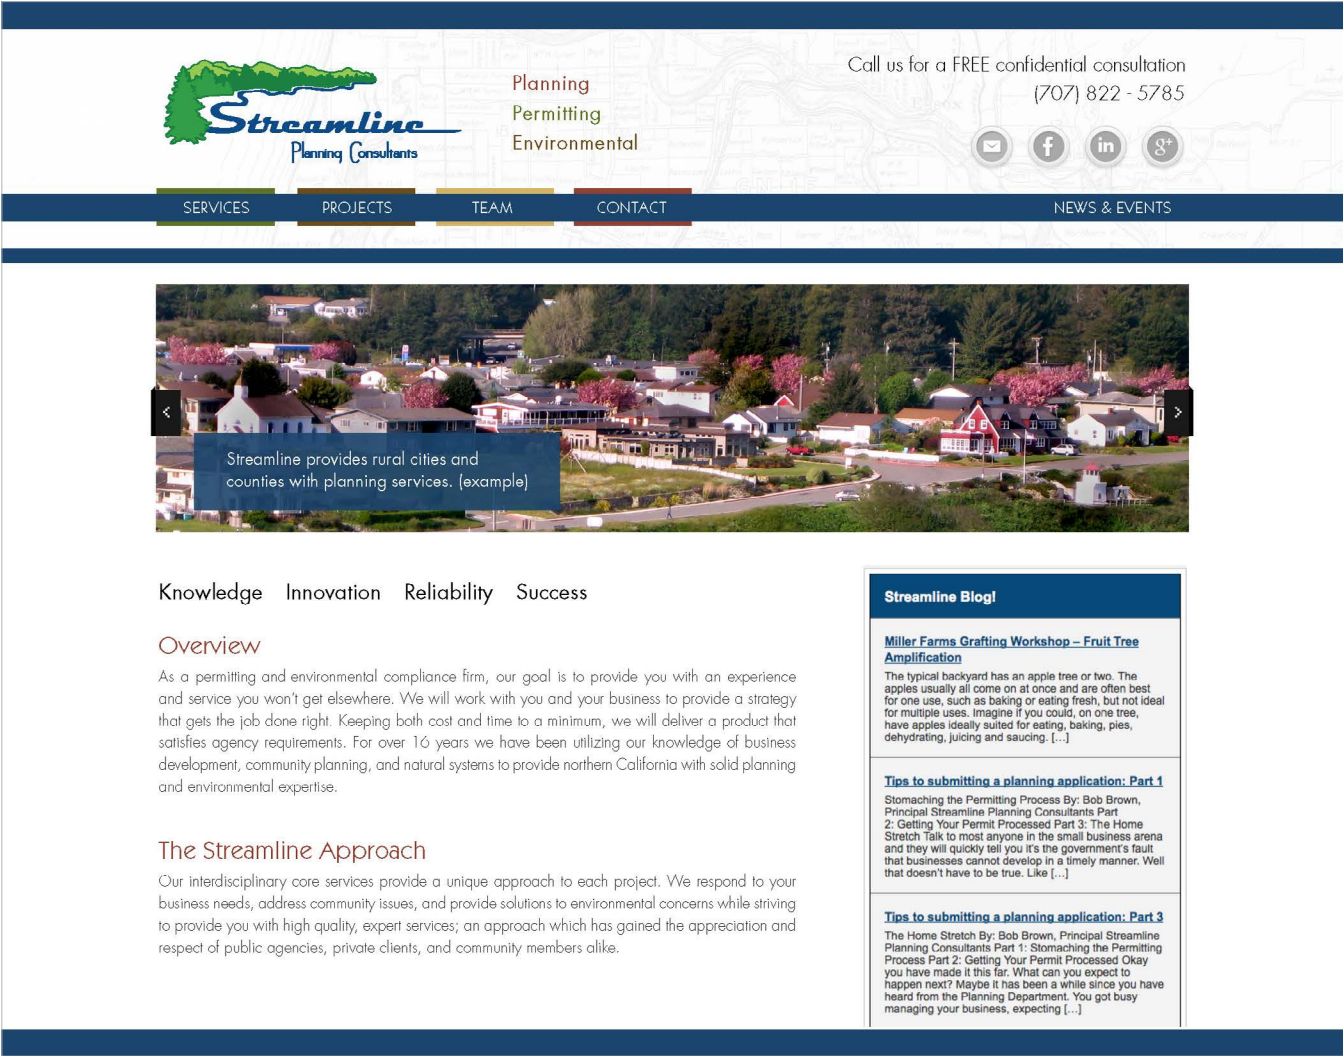 Streamline
Planning Consultants
Planning
Permitting
Environmental
Call us for a FREE confidential consultation
(707) 822 - 5785
in
g+
SERVICES
PROJECTS
TEAM
CONTACT
NEWS & EVENTS
<
>
Streamline provides rural cities and
counties with planning services. (example)
Knowledge Innovation Reliability Success
Overview
As a permitting and environmental compliance firm, our goal is to provide you with an experience
and service you won't get elsewhere. We will work with you and your business to provide a strategy
that gets the job done right. Keeping both cost and time to a minimum, we will deliver a product that
satisfies agency requirements. For over 16 years we have been utilizing our knowledge of business
development, community planning, and natural systems to provide northern California with solid planning
and environmental expertise.
The Streamline Approach
Our interdisciplinary core services provide a unique approach to each project. We respond to your
business needs, address community issues, and provide solutions to environmental concerns while striving
to provide you with high quality, expert services; an approach which has gained the appreciation and
respect of public agencies, private clients, and community members alike.
Streamline Blog!
Miller Farms Grafting Workshop – Fruit Tree
Amplification
The typical backyard has an apple tree or two. The
apples usually all come on at once and are often best
for one use, such as baking or eating fresh, but not ideal
for multiple uses. Imagine if you could, on one tree,
have apples ideally suited for eating, baking, pies,
dehydrating, juicing and saucing. […]
Tips to submitting a planning application: Part 1
Stomaching the Permitting Process By: Bob Brown,
Principal Streamline Planning Consultants Part
2: Getting Your Permit Processed Part 3: The Home
Stretch Talk to most anyone in the small business arena
and they will quickly tell you it's the government's fault
that businesses cannot develop in a timely manner. Well
that doesn't have to be true. Like […]
Tips to submitting a planning application: Part 3
The Home Stretch By: Bob Brown, Principal Streamline
Planning Consultants Part 1: Stomaching the Permitting
Process Part 2: Getting Your Permit Processed Okay
you have made it this far. What can you expect to
happen next? Maybe it has been a while since you have
heard from the Planning Department. You got busy
managing your business, expecting […]